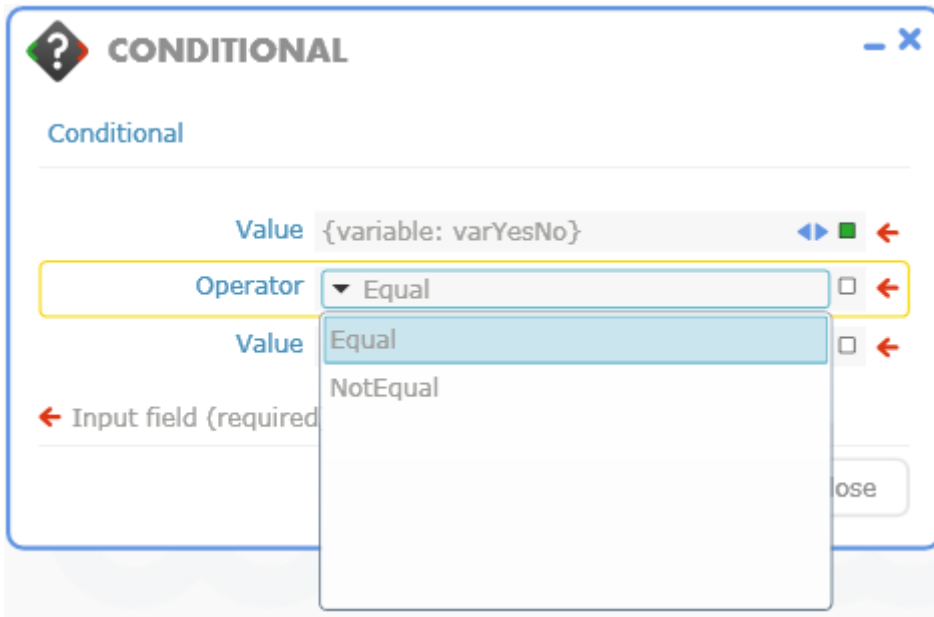 CONDITIONAL
Conditional
Value {variable: varYesNo}
Operator Equal
Value
Equal
NotEqual
Input field (required
lose